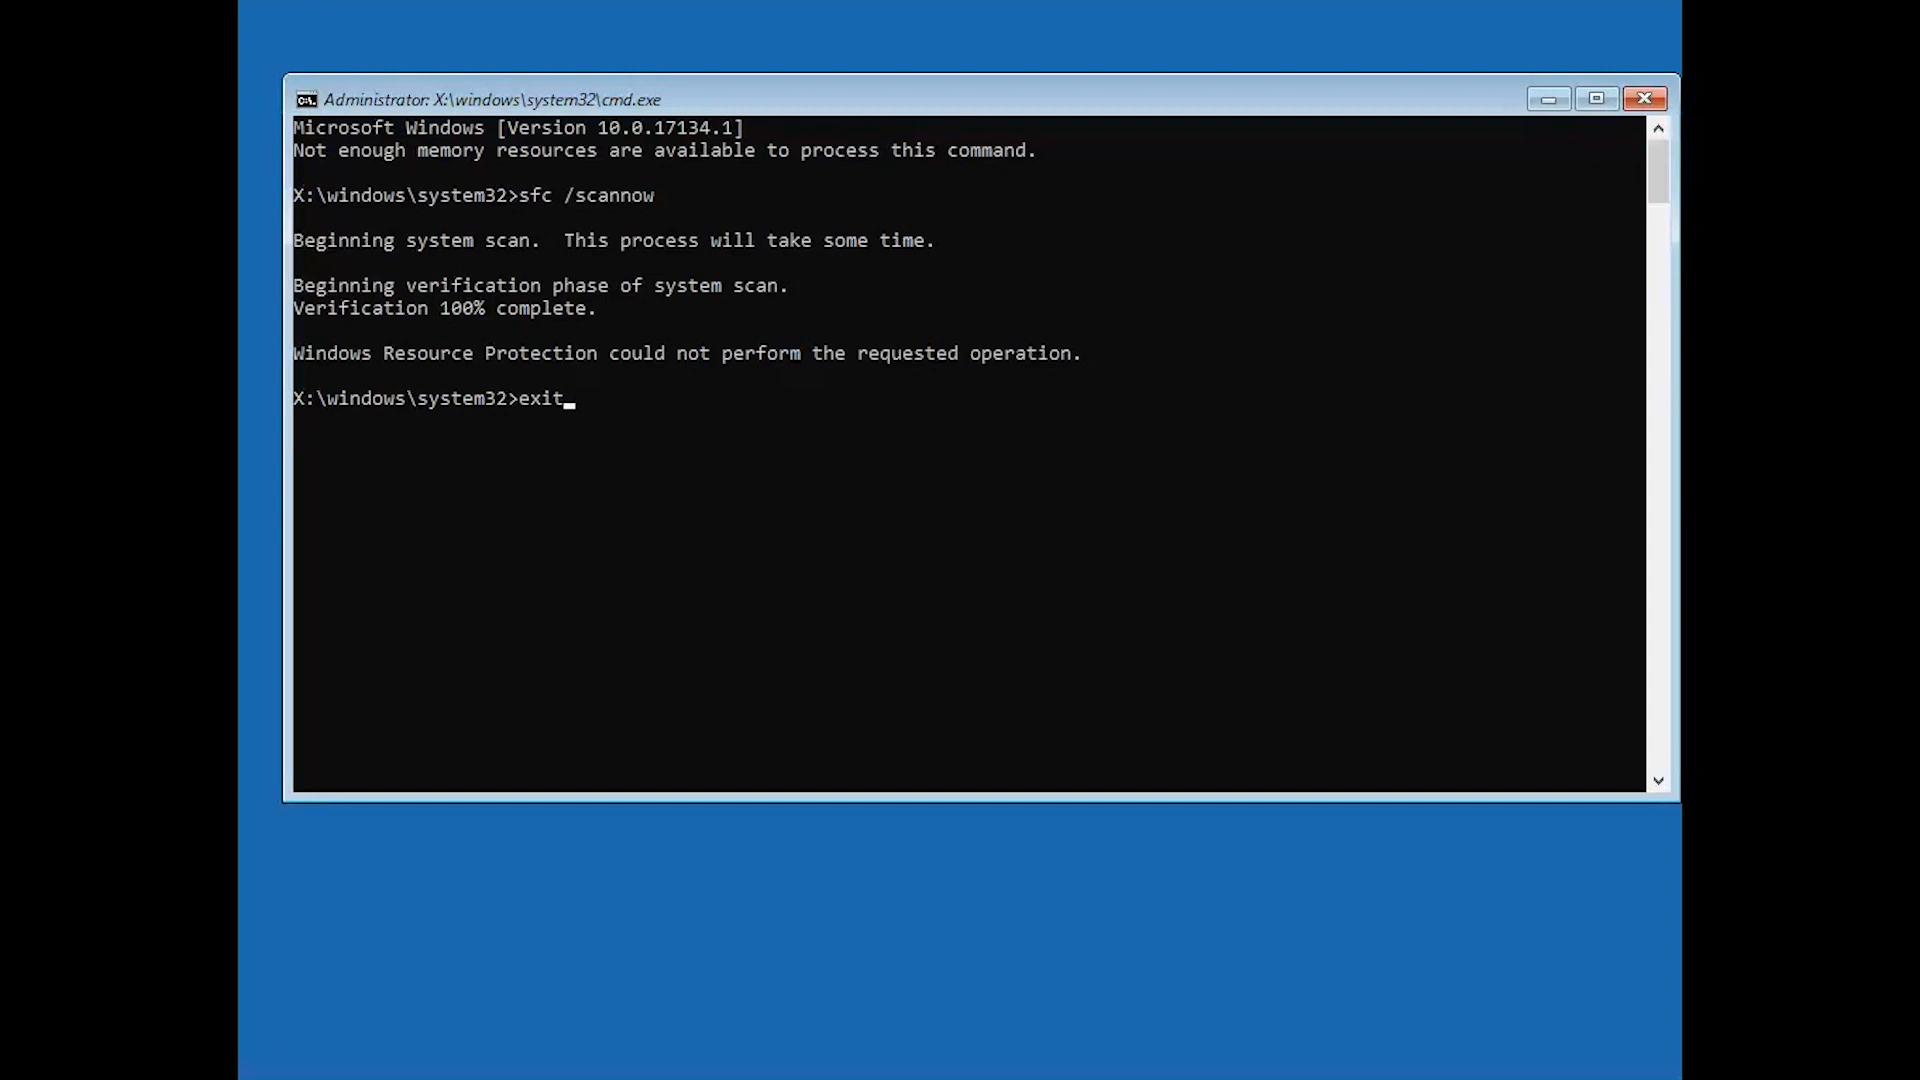 Administrator: X:\windows\system32\cmd.exe
Microsoft Windows [Version 10.0.17134.1]
Not enough memory resources are available to process this command.
X:\windows\system32>sfc /scannow
Beginning system scan.  This process will take some time.
Beginning verification phase of system scan.
Verification 100% complete.
Windows Resource Protection could not perform the requested operation.
X:\windows\system32>exit